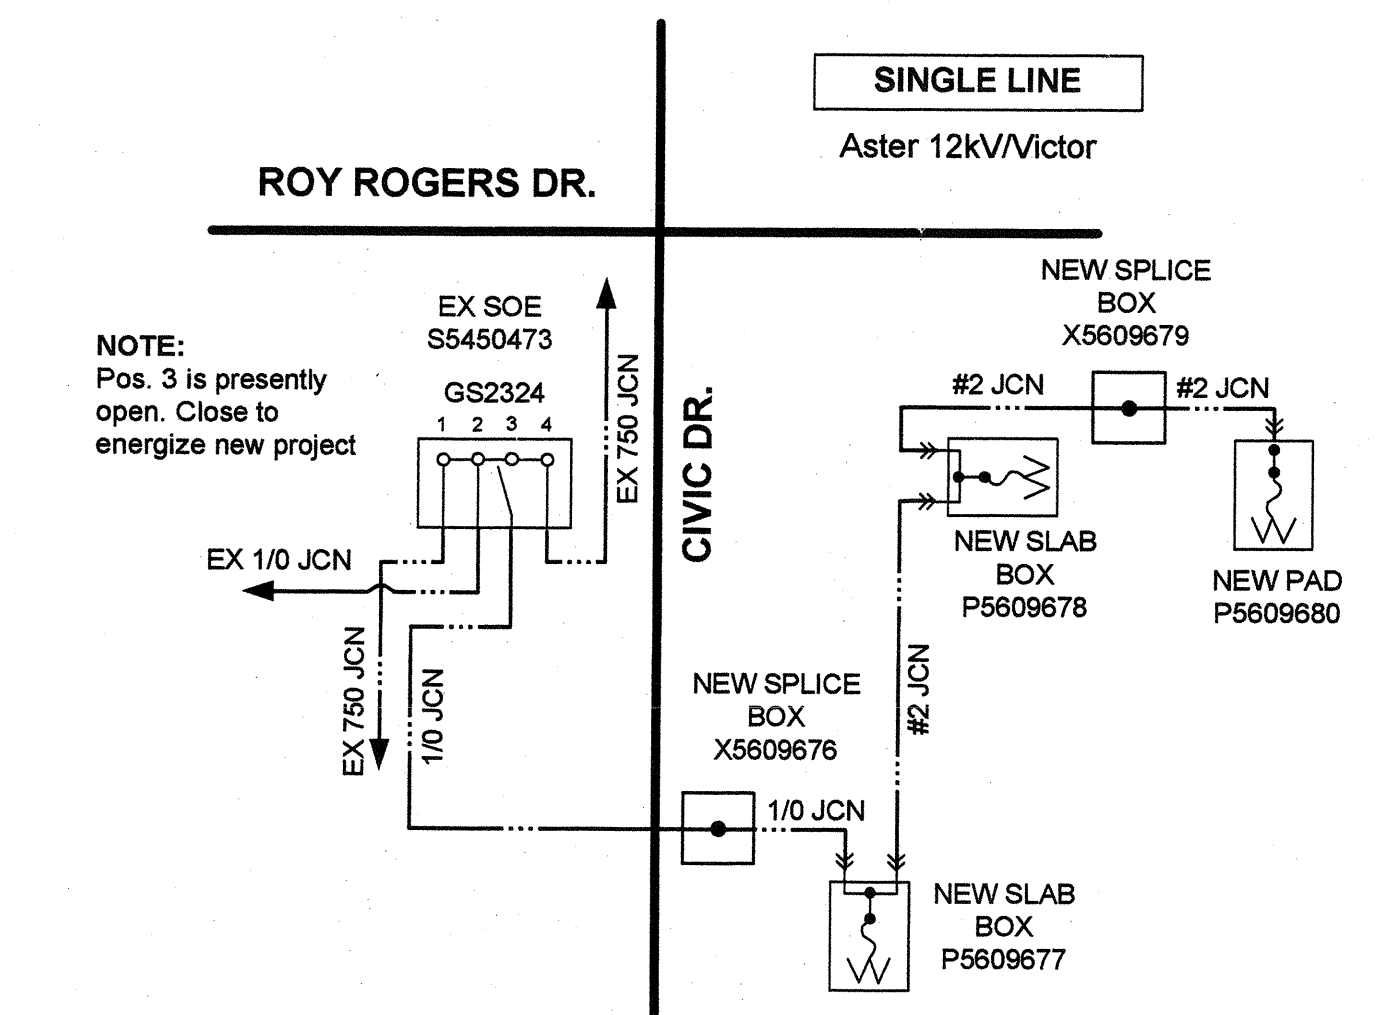 SINGLE LINE
Aster 12kV/Victor
ROY ROGERS DR.
CIVIC DR.
NOTE:
Pos. 3 is presently
open. Close to
energize new project
EX SOE
S5450473
GS2324
1 2 3 4
EX 750 JCN
EX 1/0 JCN
EX 750 JCN
1/0 JCN
NEW SPLICE
BOX
X5609676
1/0 JCN
NEW SLAB
BOX
P5609677
#2 JCN
NEW SLAB
BOX
P5609678
#2 JCN
NEW SPLICE
BOX
X5609679
#2 JCN
NEW PAD
P5609680